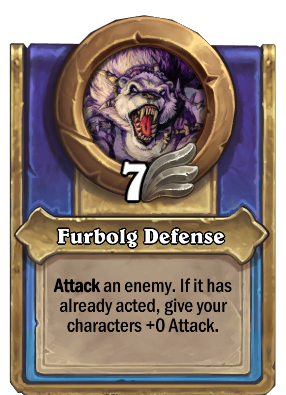 7
Furbolg Defense
Attack an enemy. If it has
already acted, give your
characters +0 Attack.